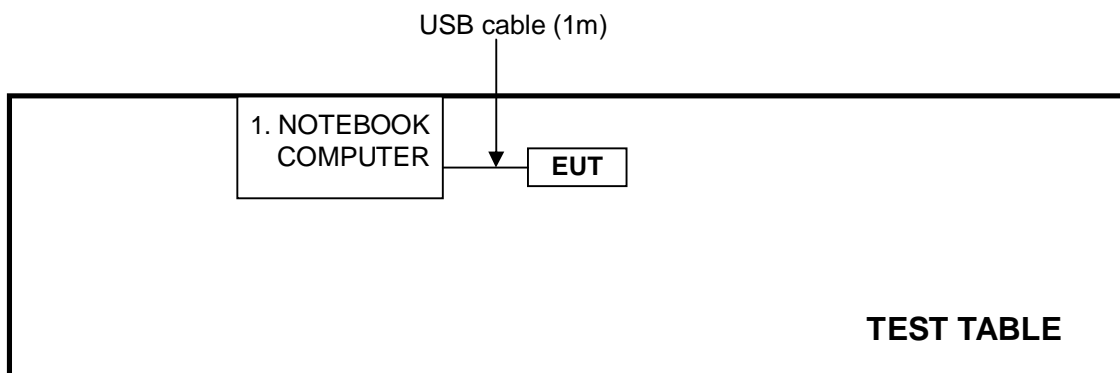 USB cable (1m)
1. NOTEBOOK
COMPUTER
EUT
TEST TABLE